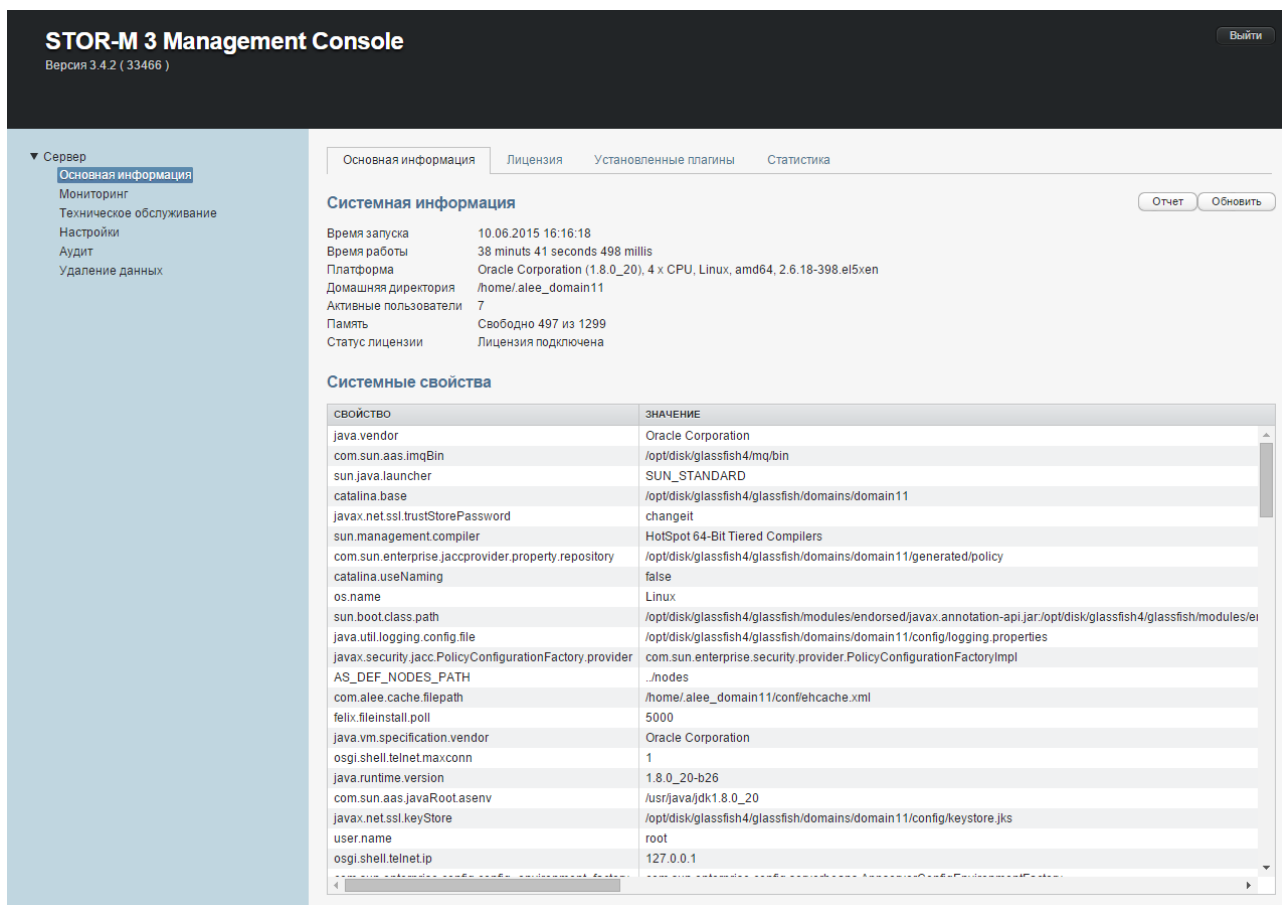 STOR-M 3 Management Console
Выйти
Версия 3.4.2 ( 33466 )
▼ Сервер
Основная информация
Мониторинг
Техническое обслуживание
Настройки
Аудит
Удаление данных
Основная информация Лицензия Установленные плагины Статистика
Системная информация
Отчет Обновить
Время запуска 10.06.2015 16:16:18
Время работы 38 minuts 41 seconds 498 millis
Платформа Oracle Corporation (1.8.0_20), 4 x CPU, Linux, amd64, 2.6.18-398.el5xen
Домашняя директория /home/.alee_domain11
Активные пользователи 7
Память Свободно 497 из 1299
Статус лицензии Лицензия подключена
Системные свойства
СВОЙСТВО ЗНАЧЕНИЕ
java.vendor Oracle Corporation
com.sun.aas.imqBin /opt/disk/glassfish4/mq/bin
sun.java.launcher SUN_STANDARD
catalina.base /opt/disk/glassfish4/glassfish/domains/domain11
javax.net.ssl.trustStorePassword changeit
sun.management.compiler HotSpot 64-Bit Tiered Compilers
com.sun.enterprise.jaccprovider.property.repository /opt/disk/glassfish4/glassfish/domains/domain11/generated/policy
catalina.useNaming false
os.name Linux
sun.boot.class.path /opt/disk/glassfish4/glassfish/modules/endorsed/javax.annotation-api.jar:/opt/disk/glassfish4/glassfish/modules/e
java.util.logging.config.file /opt/disk/glassfish4/glassfish/domains/domain11/config/logging.properties
javax.security.jacc.PolicyConfigurationFactory.provider com.sun.enterprise.security.provider.PolicyConfigurationFactoryImpl
AS_DEF_NODES_PATH ../nodes
com.alee.cache.filepath /home/.alee_domain11/conf/ehcache.xml
felix.fileinstall.poll 5000
java.vm.specification.vendor Oracle Corporation
osgi.shell.telnet.maxconn 1
java.runtime.version 1.8.0_20-b26
com.sun.aas.javaRoot.asenv /usr/java/jdk1.8.0_20
javax.net.ssl.keyStore /opt/disk/glassfish4/glassfish/domains/domain11/config/keystore.jks
user.name root
osgi.shell.telnet.ip 127.0.0.1